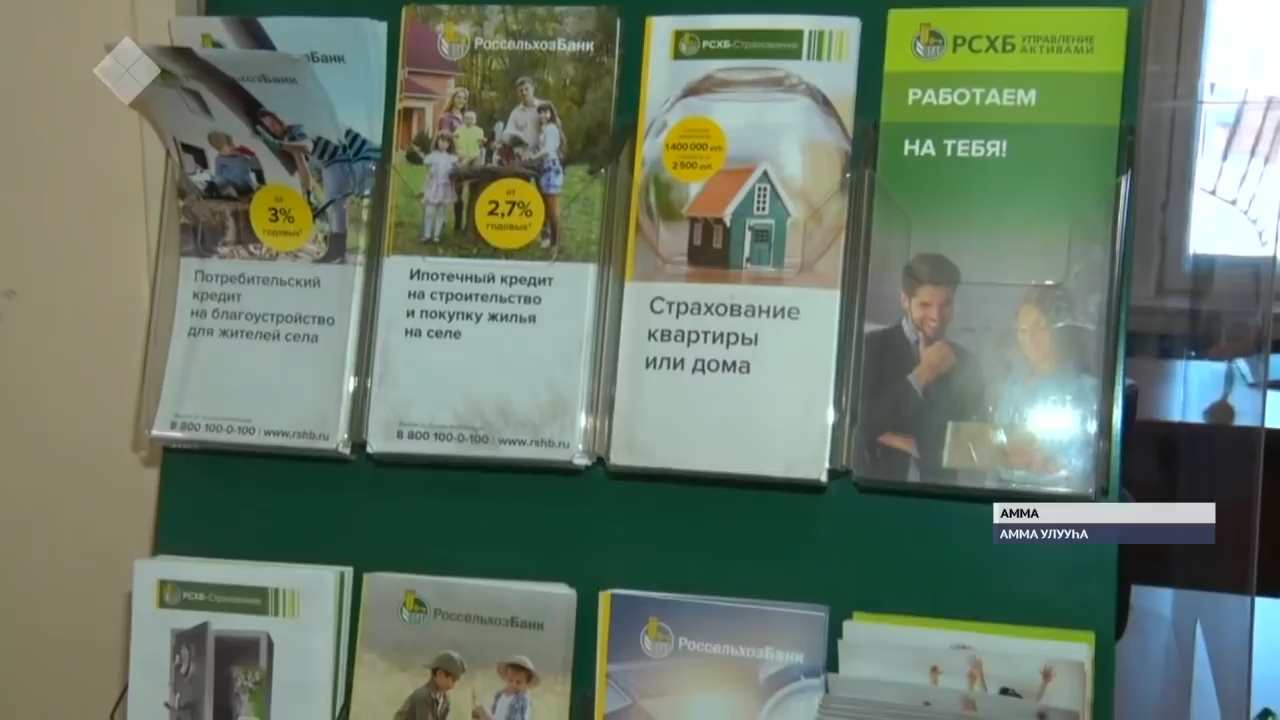 РоссельхозБанк
от
3%
годовых¹
Потребительский
кредит
на благоустройство
для жителей села
8 800 100-0-100 | www.rshb.ru
РоссельхозБанк
от
2,7%
годовых¹
Ипотечный кредит
на строительство
и покупку жилья
на селе
8 800 100-0-100 | www.rshb.ru
РСХБ-Страхование
1 400 000 руб.
2 500 руб.
Страхование
квартиры
или дома
РСХБ УПРАВЛЕНИЕ
АКТИВАМИ
РАБОТАЕМ
НА ТЕБЯ!
АММА
АММА УЛУУҺА
РСХБ-Страхование
РоссельхозБанк
РоссельхозБанк